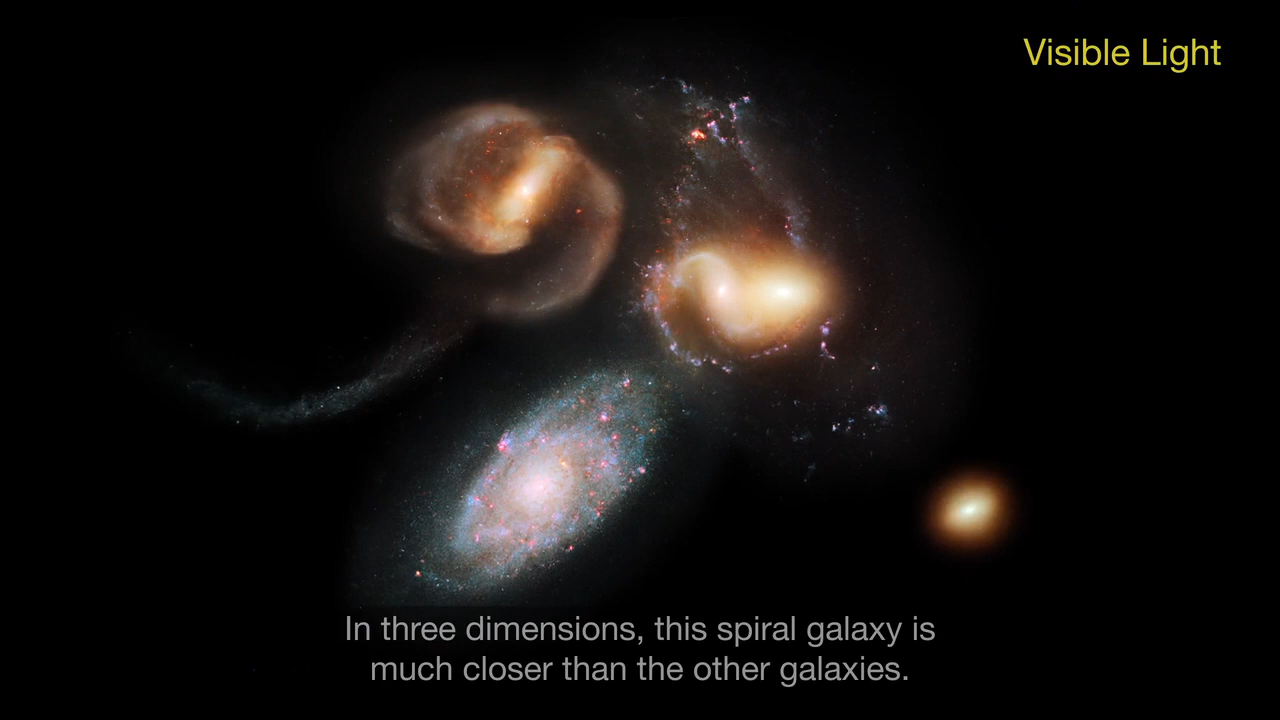 Visible Light
In three dimensions, this spiral galaxy is
much closer than the other galaxies.